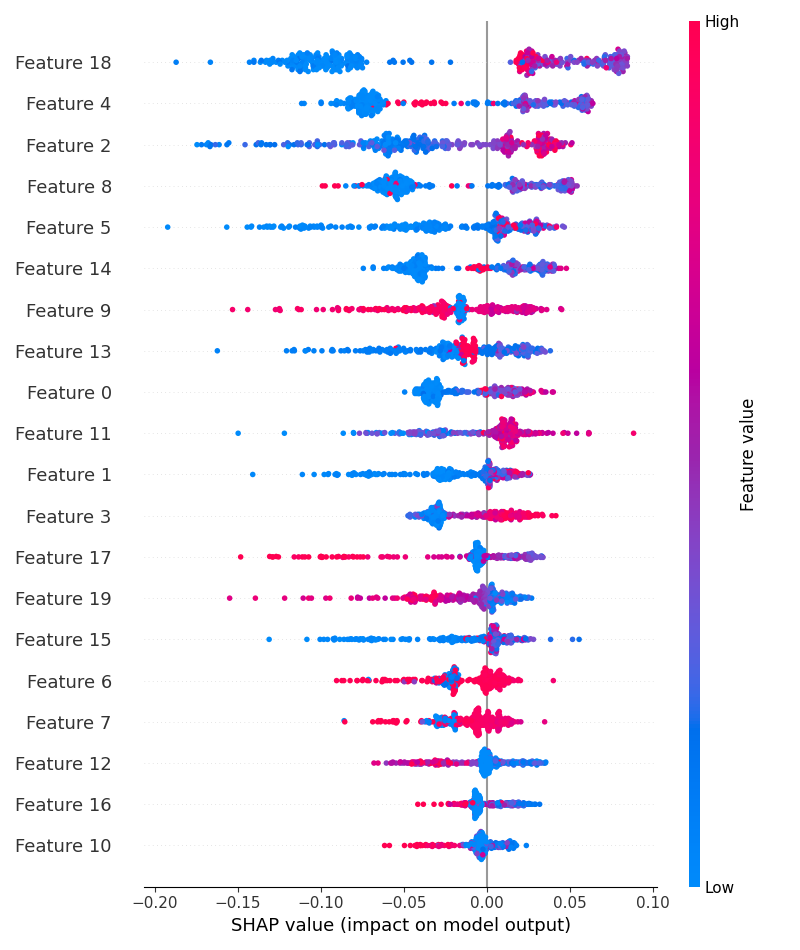 High
Feature 18
Feature 4
Feature 2
Feature 8
Feature 5
Feature 14
Feature 9
Feature 13
Feature 0
Feature 11
Feature 1
Feature 3
Feature 17
Feature 19
Feature 15
Feature 6
Feature 7
Feature 12
Feature 16
Feature 10
Feature value
Low
−0.20 −0.15 −0.10 −0.05 0.00 0.05 0.10
SHAP value (impact on model output)